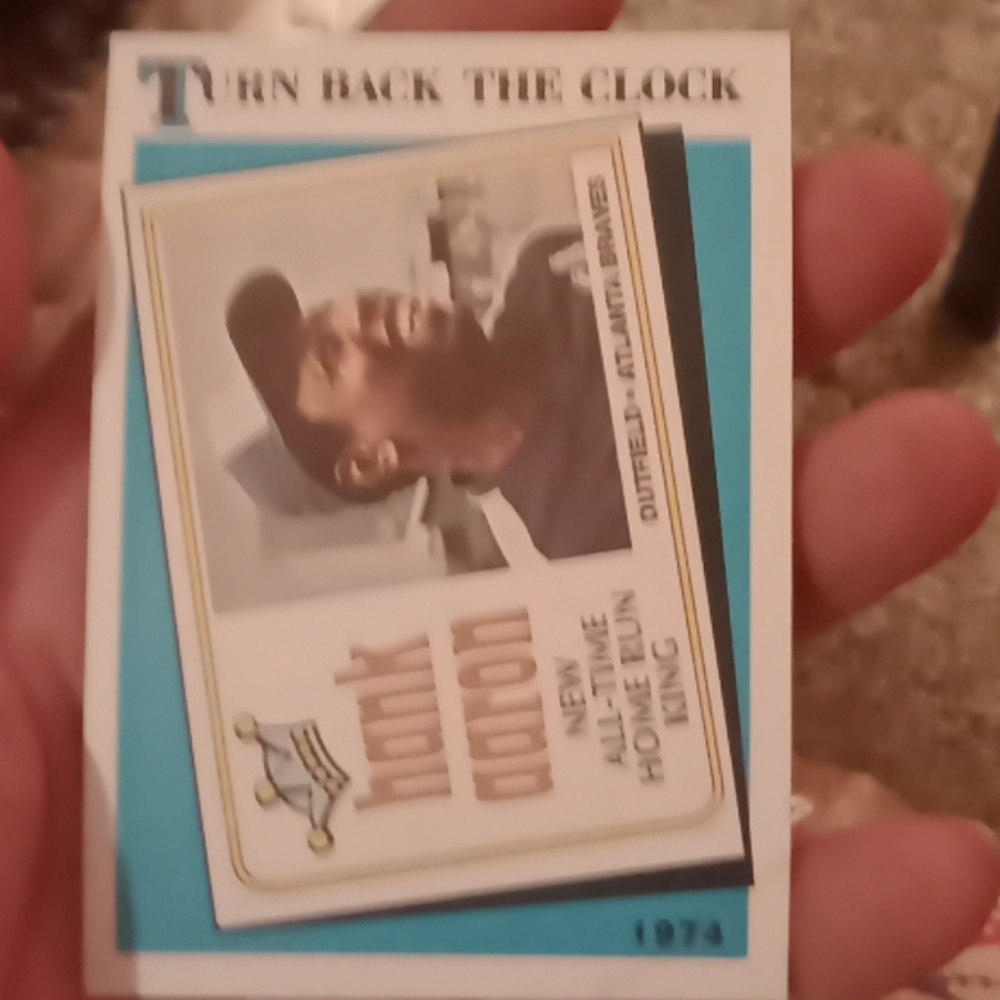 TURN BACK THE CLOCK
OUTFIELD • ATLANTA BRAVES
hank
aaron
NEW
ALL-TIME
HOME RUN
KING
1974